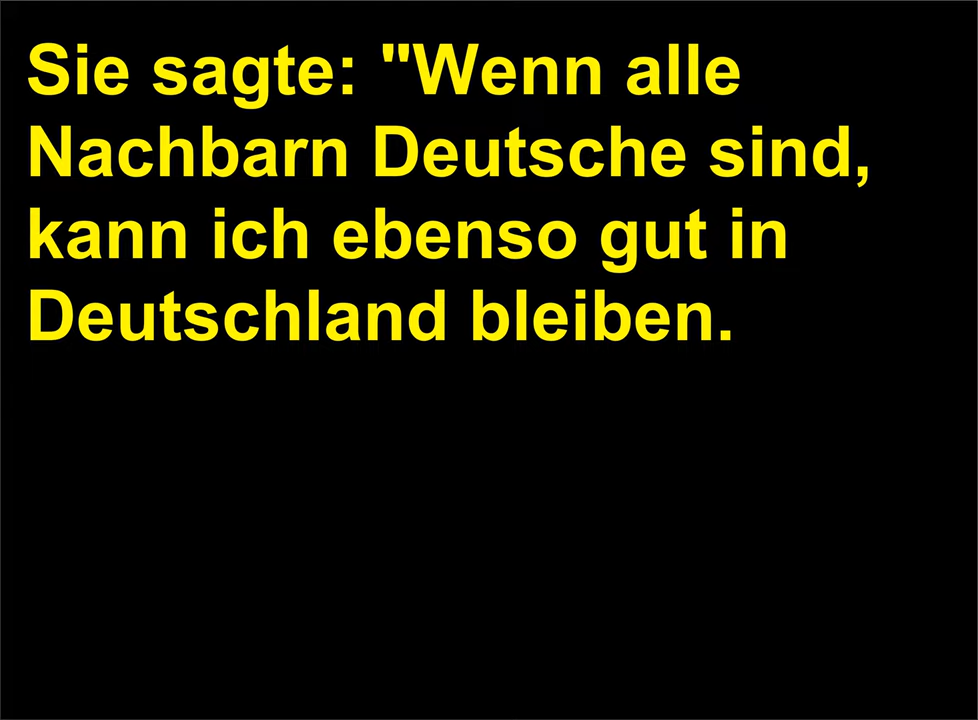 Sie sagte: "Wenn alle
Nachbarn Deutsche sind,
kann ich ebenso gut in
Deutschland bleiben.